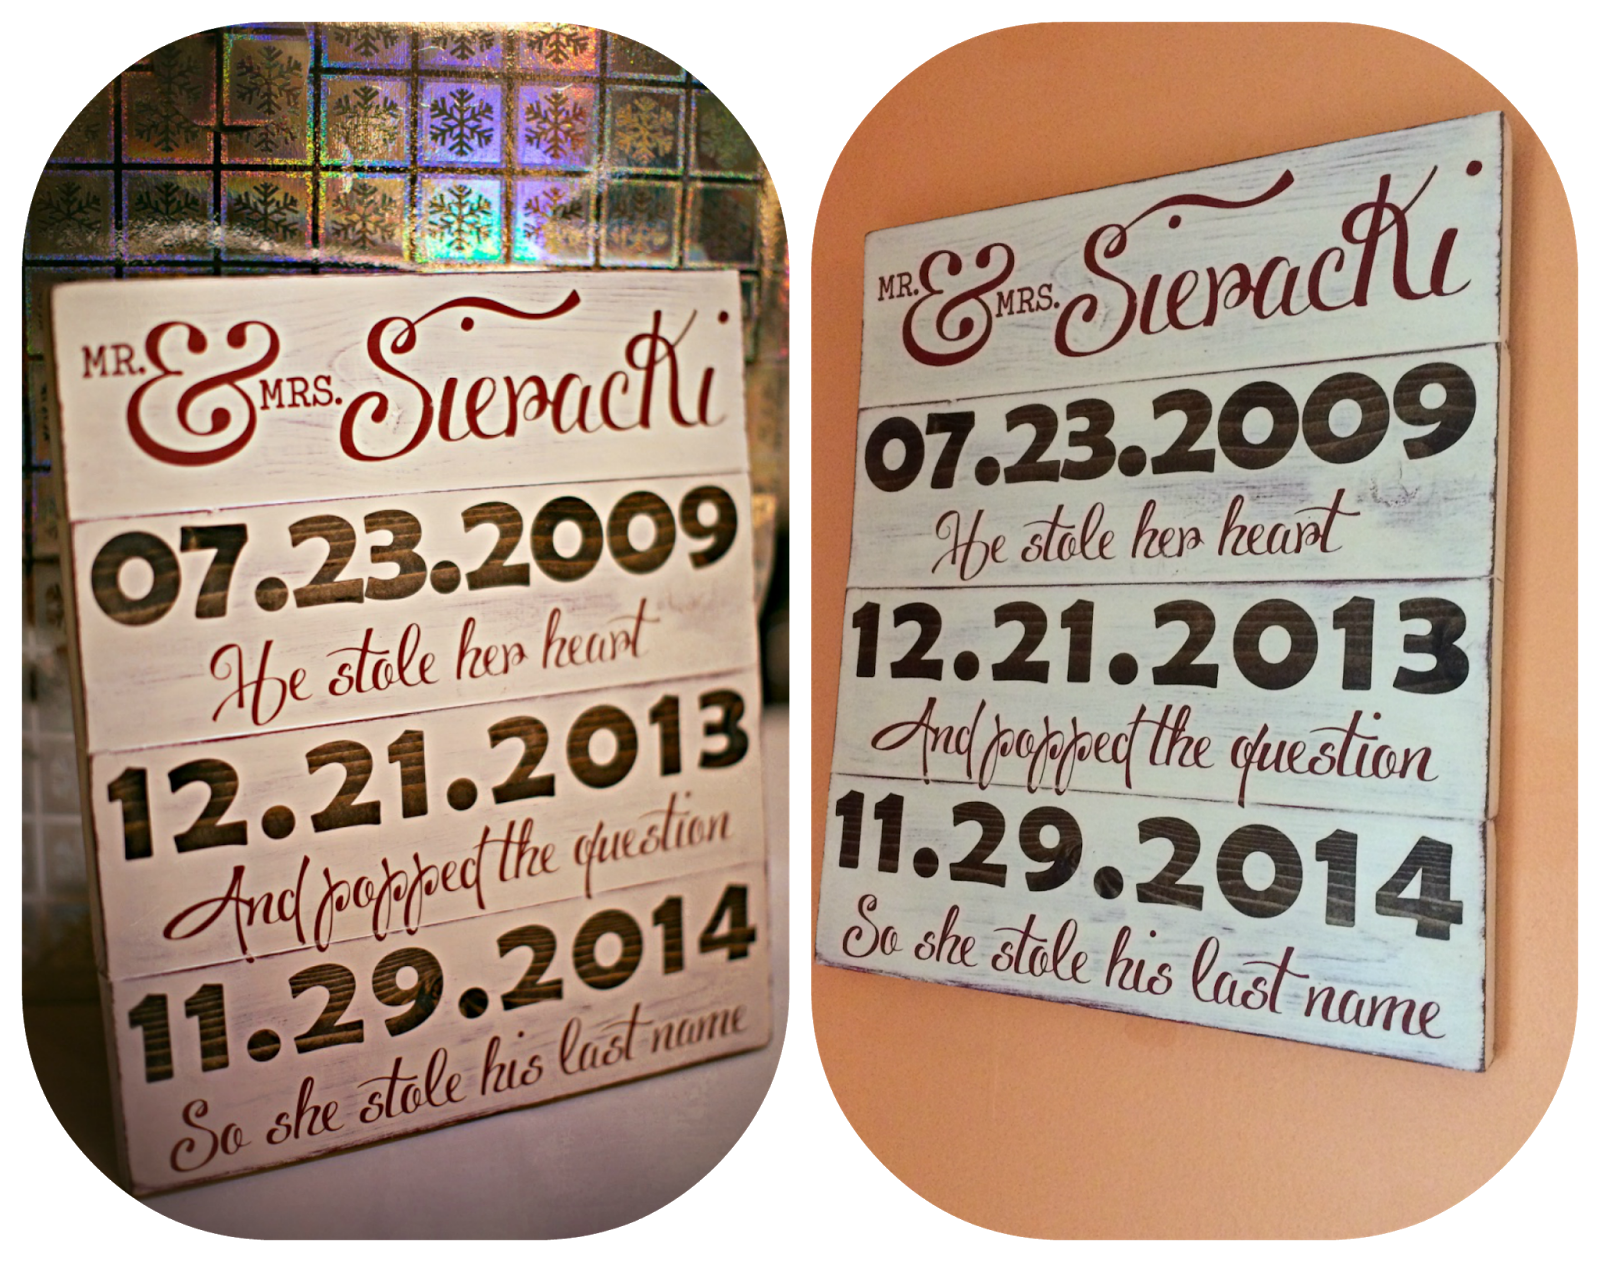 MR. & MRS. Sieracki
07.23.2009
He stole her heart
12.21.2013
And popped the question
11.29.2014
So she stole his last name
MR. & MRS. Sieracki
07.23.2009
He stole her heart
12.21.2013
And popped the question
11.29.2014
So she stole his last name